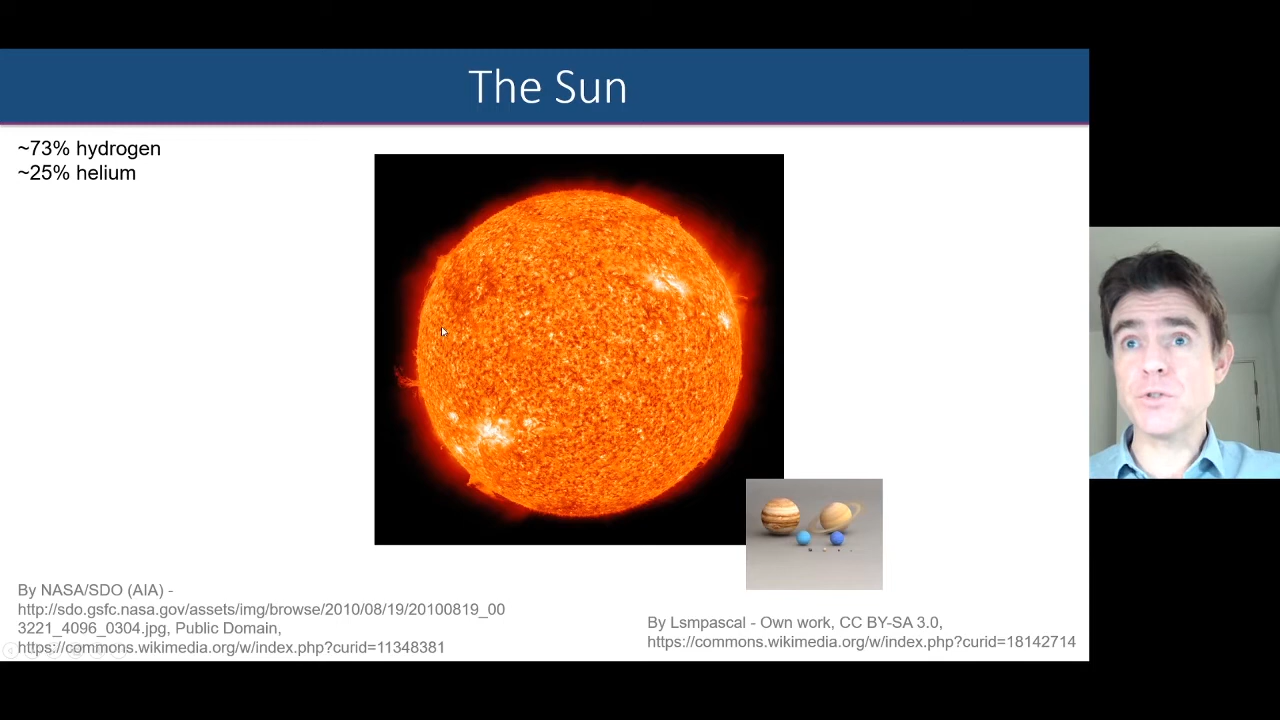 The Sun
~73% hydrogen
~25% helium
By NASA/SDO (AIA) -
http://sdo.gsfc.nasa.gov/assets/img/browse/2010/08/19/20100819_00
3221_4096_0304.jpg, Public Domain,
https://commons.wikimedia.org/w/index.php?curid=11348381
By Lsmpascal - Own work, CC BY-SA 3.0,
https://commons.wikimedia.org/w/index.php?curid=18142714